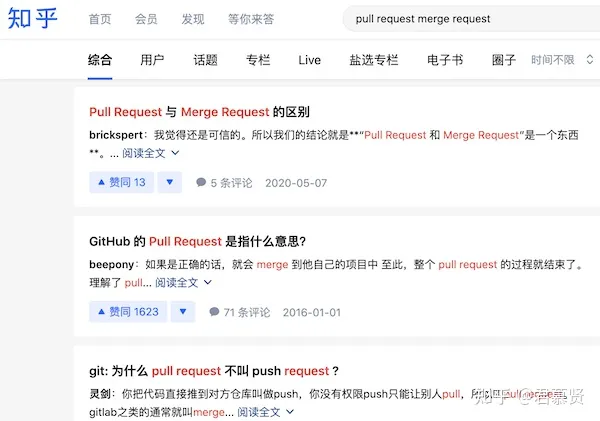 知乎 首页 会员 发现 等你来答 pull request merge request
综合 用户 话题 专栏 Live 盐选专栏 电子书 圈子 时间不限
Pull Request 与 Merge Request 的区别
brickspert：我觉得还是可信的。所以我们的结论就是**“Pull Request 和 Merge Request”是一个东西
**。... 阅读全文
赞同 13 5 条评论 2020-05-07
GitHub 的 Pull Request 是指什么意思?
beepony：如果是正确的话，就会 merge 到他自己的项目中 至此，整个 pull request 的过程就结束了。
理解了 pull... 阅读全文
赞同 1623 71 条评论 2016-01-01
git: 为什么 pull request 不叫 push request ?
灵剑：你把代码直接推到对方仓库叫做push，你没有权限push只能让别人pull，
gitlab之类的通常就叫merge... 阅读全文
知乎 @君慕贤